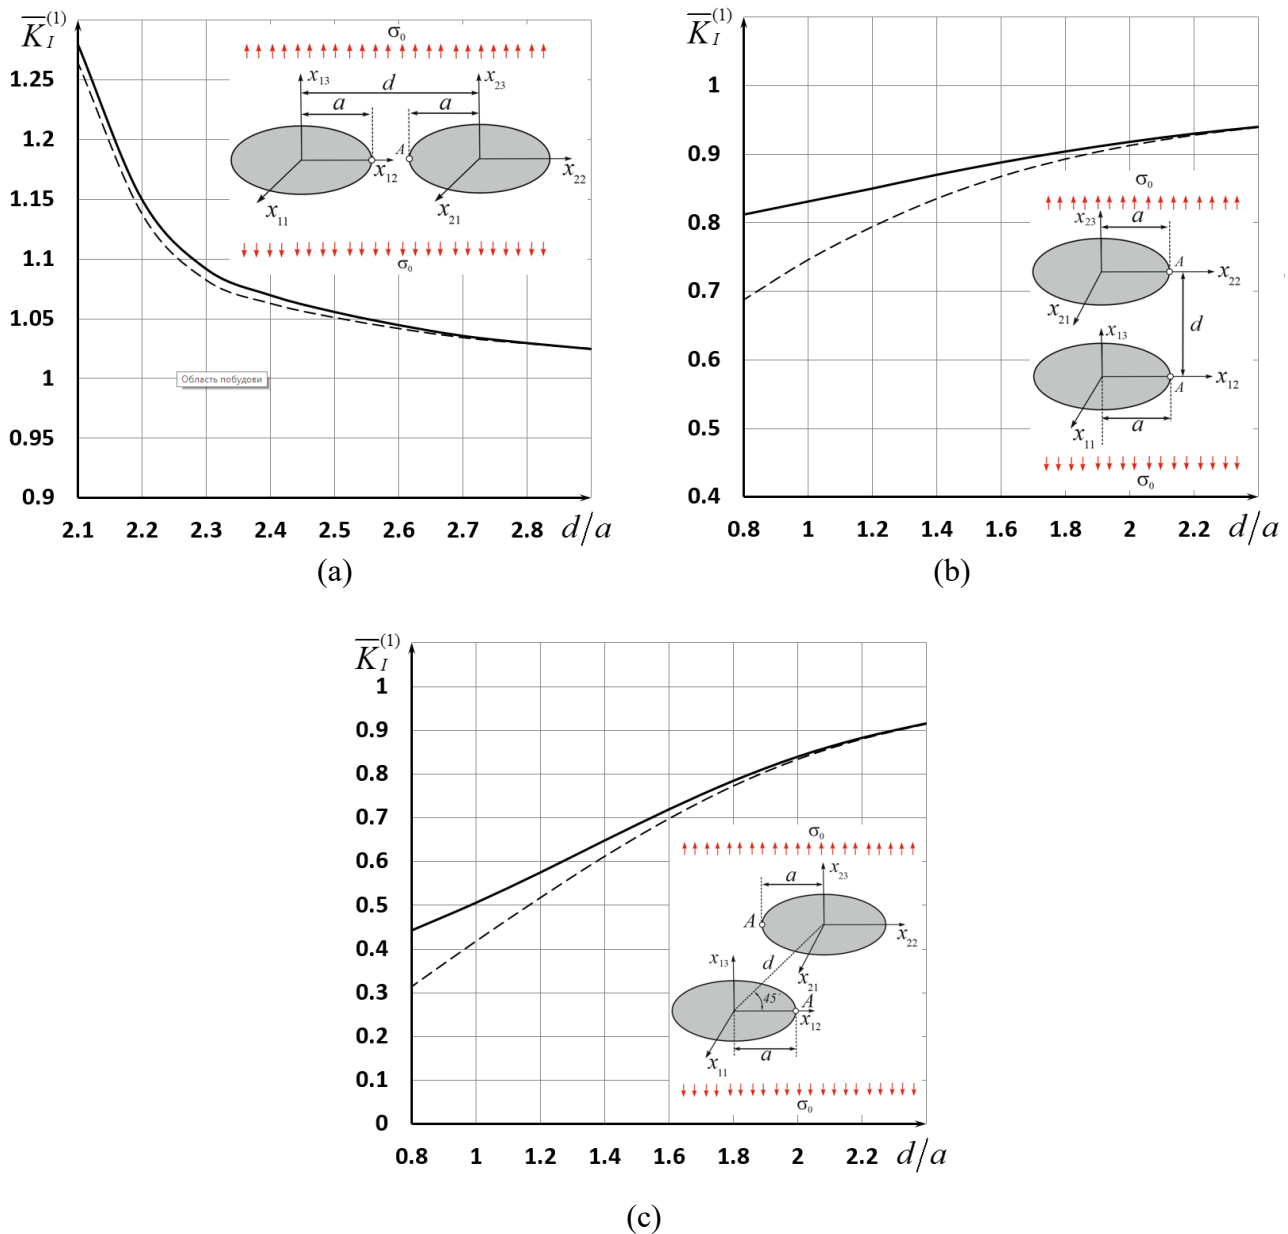 K̅_I^(1)
1.25
1.2
1.15
1.1
1.05
1
0.95
0.9
2.1 2.2 2.3 2.4 2.5 2.6 2.7 2.8 d/a
σ₀
x₁₃ d x₂₃
a a
A
x₁₂ x₂₂
x₁₁ x₂₁
σ₀
Область побудови
(a)
K̅_I^(1)
1
0.9
0.8
0.7
0.6
0.5
0.4
0.8 1 1.2 1.4 1.6 1.8 2 2.2 d/a
σ₀
x₂₃ a
A
x₂₂
x₂₁
x₁₃ d
A x₁₂
x₁₁ a
σ₀
(b)
K̅_I^(1)
1
0.9
0.8
0.7
0.6
0.5
0.4
0.3
0.2
0.1
0
0.8 1 1.2 1.4 1.6 1.8 2 2.2 d/a
σ₀
a x₂₃
A
x₂₂
x₁₃ d x₂₁
45° A
x₁₂
x₁₁ a
σ₀
(c)